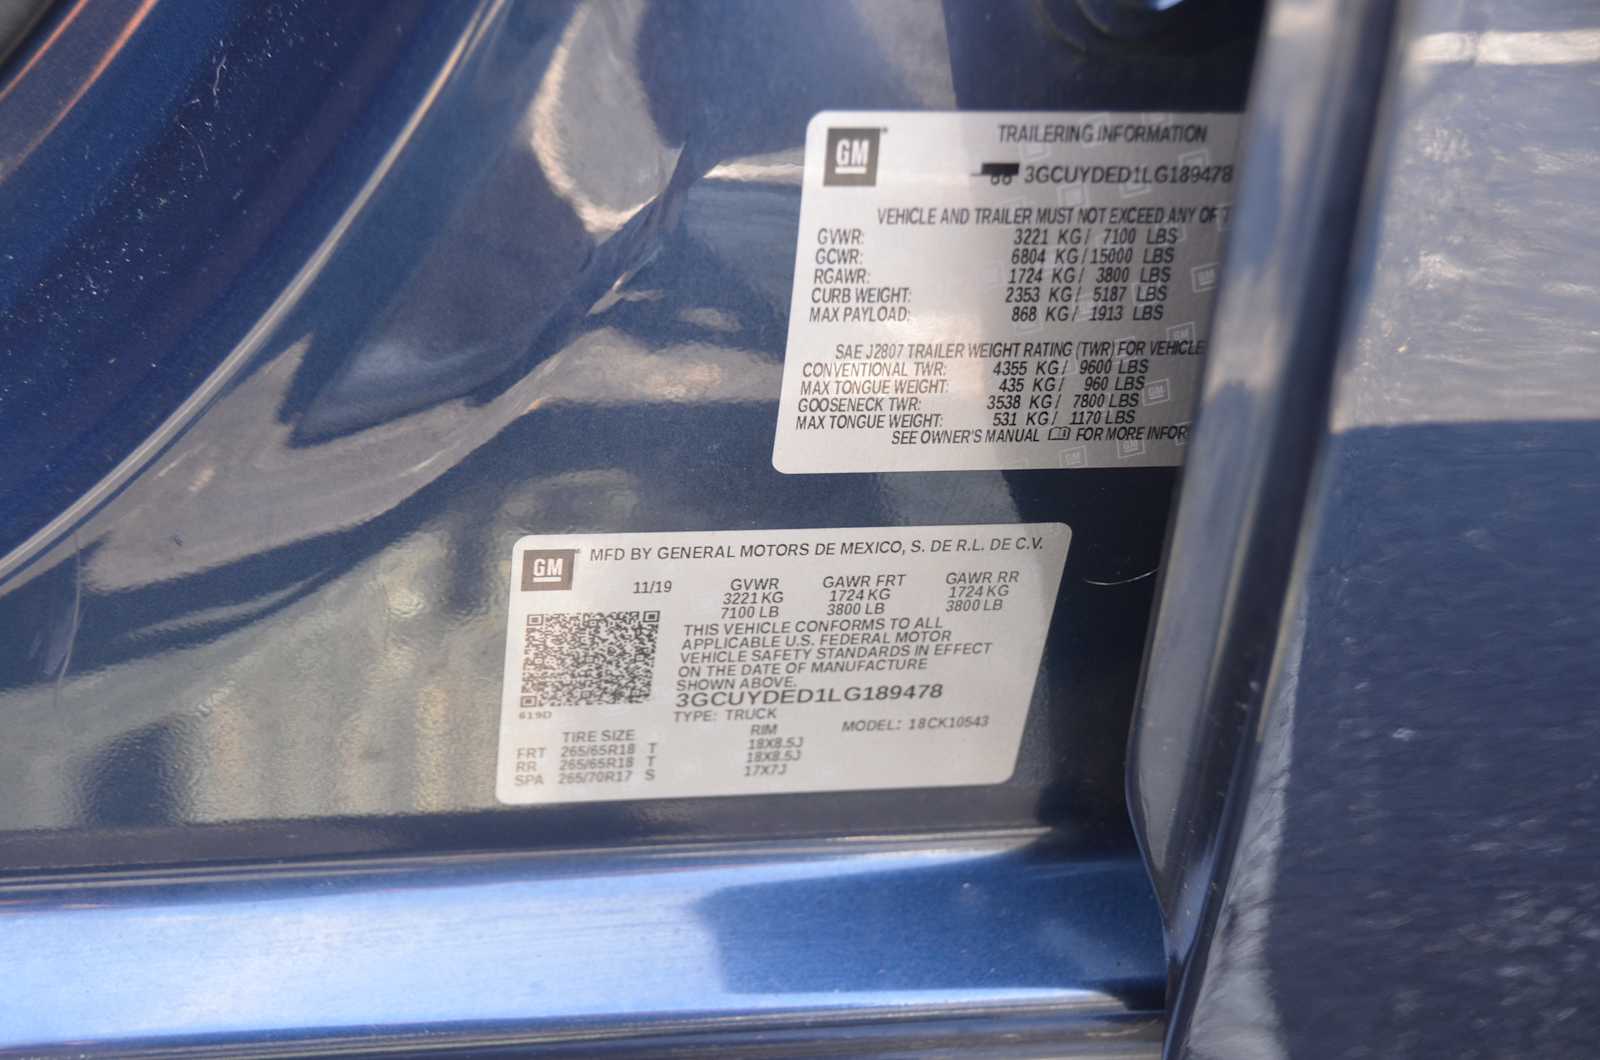 GM
TRAILERING INFORMATION
3GCUYDED1LG189478
VEHICLE AND TRAILER MUST NOT EXCEED ANY OF T
GVWR: 3221 KG/ 7100 LBS
GCWR: 6804 KG/15000 LBS
RGAWR: 1724 KG/ 3800 LBS
CURB WEIGHT: 2353 KG/ 5187 LBS
MAX PAYLOAD: 868 KG/ 1913 LBS
SAE J2807 TRAILER WEIGHT RATING (TWR) FOR VEHICLE
CONVENTIONAL TWR: 4355 KG/ 9600 LBS
MAX TONGUE WEIGHT: 435 KG/ 960 LBS
GOOSENECK TWR: 3538 KG/ 7800 LBS
MAX TONGUE WEIGHT: 531 KG/ 1170 LBS
SEE OWNER'S MANUAL FOR MORE INFOR
GM
MFD BY GENERAL MOTORS DE MEXICO, S. DE R.L. DE C.V.
11/19 GVWR GAWR FRT GAWR RR
3221 KG 1724 KG 1724 KG
7100 LB 3800 LB 3800 LB
THIS VEHICLE CONFORMS TO ALL
APPLICABLE U.S. FEDERAL MOTOR
VEHICLE SAFETY STANDARDS IN EFFECT
ON THE DATE OF MANUFACTURE
SHOWN ABOVE.
3GCUYDED1LG189478
619D
TYPE: TRUCK MODEL: 18CK10543
TIRE SIZE RIM
FRT 265/65R18 T 18X8.5J
RR 265/65R18 T 18X8.5J
SPA 265/70R17 S 17X7J